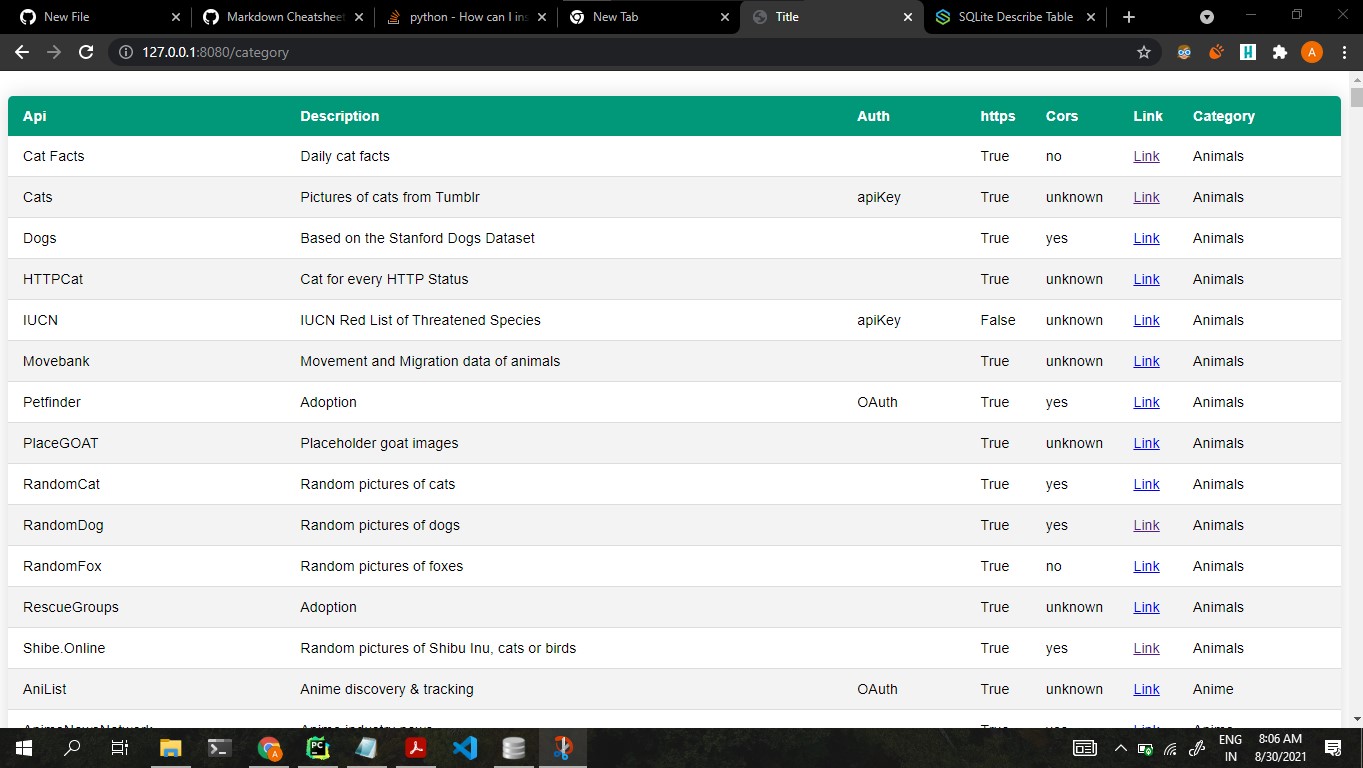 New File
Markdown Cheatsheet
python - How can I ins
New Tab
Title
SQLite Describe Table
127.0.0.1:8080/category
A
Api Description Auth https Cors Link Category
Cat Facts Daily cat facts True no Link Animals
Cats Pictures of cats from Tumblr apiKey True unknown Link Animals
Dogs Based on the Stanford Dogs Dataset True yes Link Animals
HTTPCat Cat for every HTTP Status True unknown Link Animals
IUCN IUCN Red List of Threatened Species apiKey False unknown Link Animals
Movebank Movement and Migration data of animals True unknown Link Animals
Petfinder Adoption OAuth True yes Link Animals
PlaceGOAT Placeholder goat images True unknown Link Animals
RandomCat Random pictures of cats True yes Link Animals
RandomDog Random pictures of dogs True yes Link Animals
RandomFox Random pictures of foxes True no Link Animals
RescueGroups Adoption True unknown Link Animals
Shibe.Online Random pictures of Shibu Inu, cats or birds True yes Link Animals
AniList Anime discovery & tracking OAuth True unknown Link Anime
AnimeNewsNetwork Anime industry news True yes Link Anime
ENG
IN
8:06 AM
8/30/2021